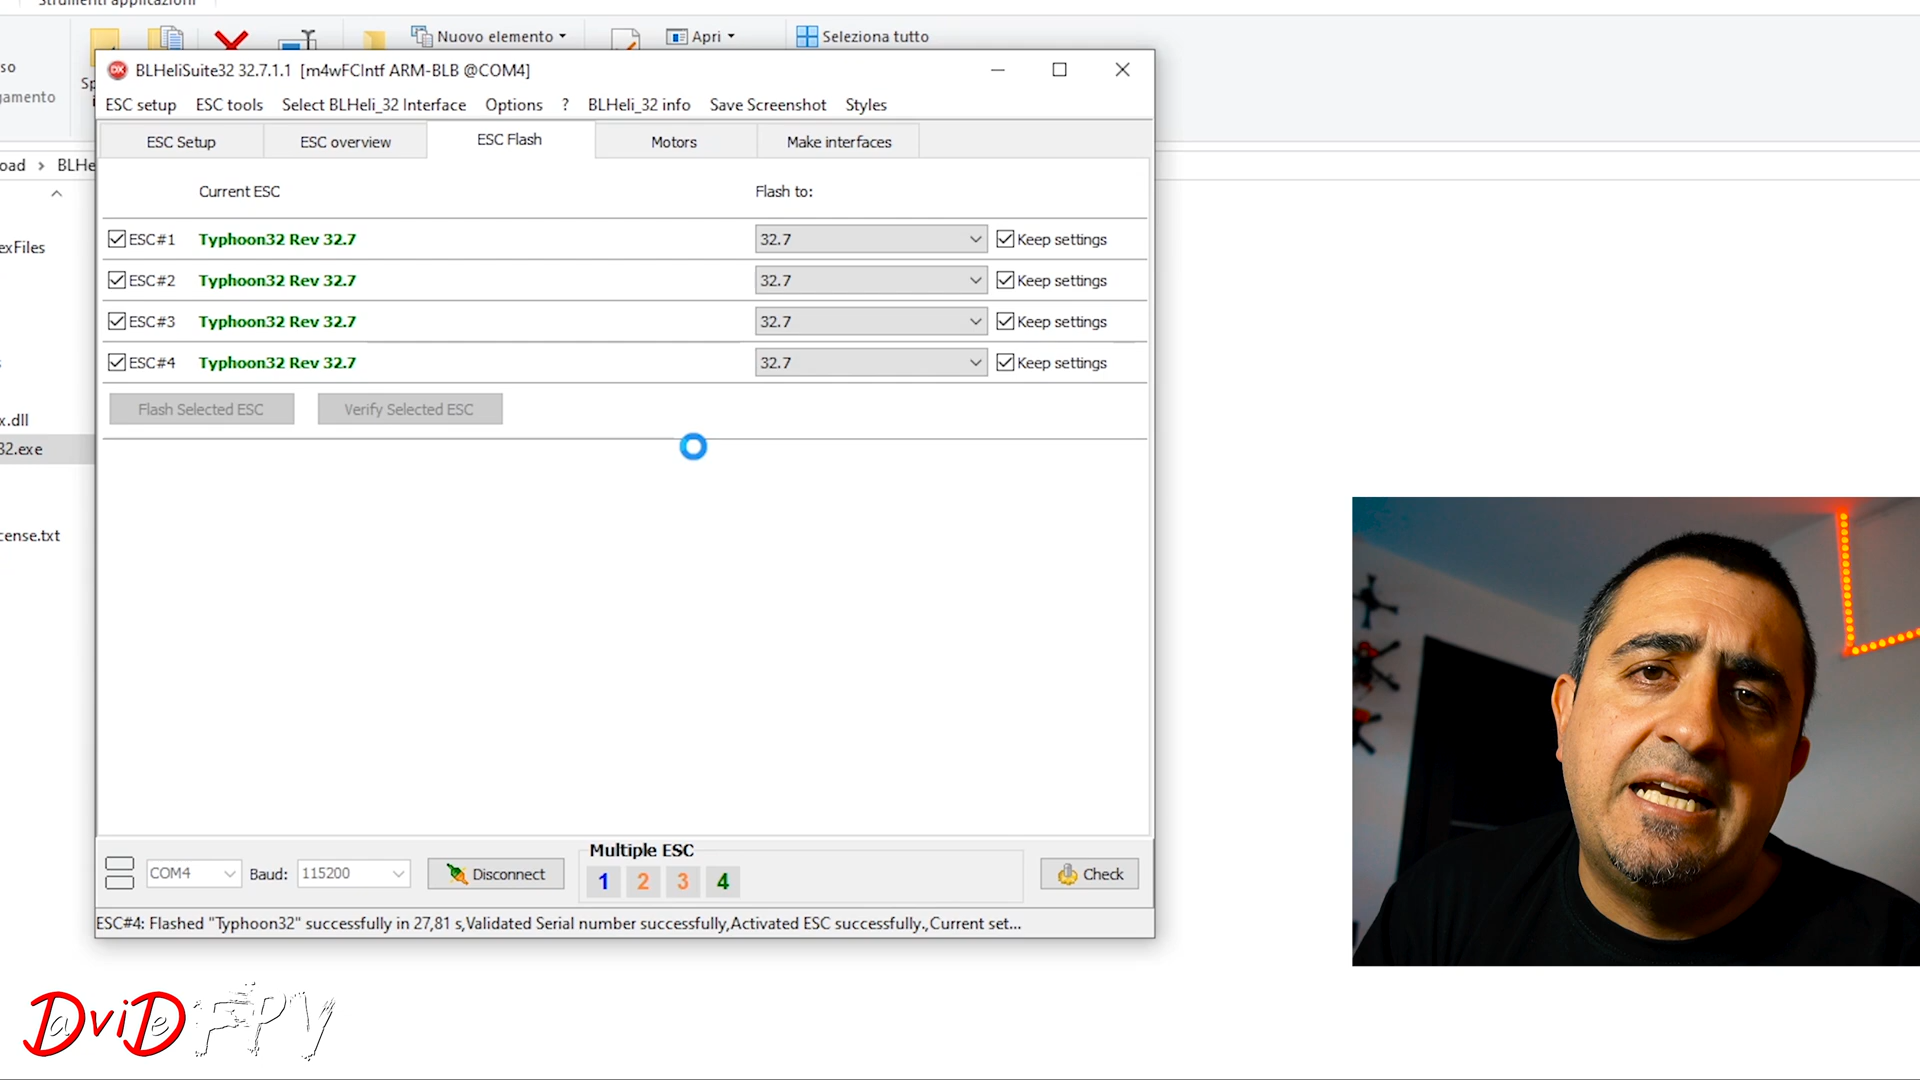 Strumenti applicazioni
Nuovo elemento
Apri
Seleziona tutto
so
Sp
gamento
i
BLHeliSuite32 32.7.1.1 [m4wFCIntf ARM-BLB @COM4]
ESC setup ESC tools Select BLHeli_32 Interface Options ? BLHeli_32 info Save Screenshot Styles
ESC Setup ESC overview ESC Flash Motors Make interfaces
oad > BLHe
Current ESC Flash to:
ESC#1 Typhoon32 Rev 32.7 32.7 Keep settings
exFiles
ESC#2 Typhoon32 Rev 32.7 32.7 Keep settings
ESC#3 Typhoon32 Rev 32.7 32.7 Keep settings
ESC#4 Typhoon32 Rev 32.7 32.7 Keep settings
Flash Selected ESC Verify Selected ESC
x.dll
32.exe
cense.txt
Multiple ESC
COM4 Baud: 115200 Disconnect 1 2 3 4 Check
ESC#4: Flashed "Typhoon32" successfully in 27,81 s,Validated Serial number successfully,Activated ESC successfully.,Current set...
DaviDe FPV